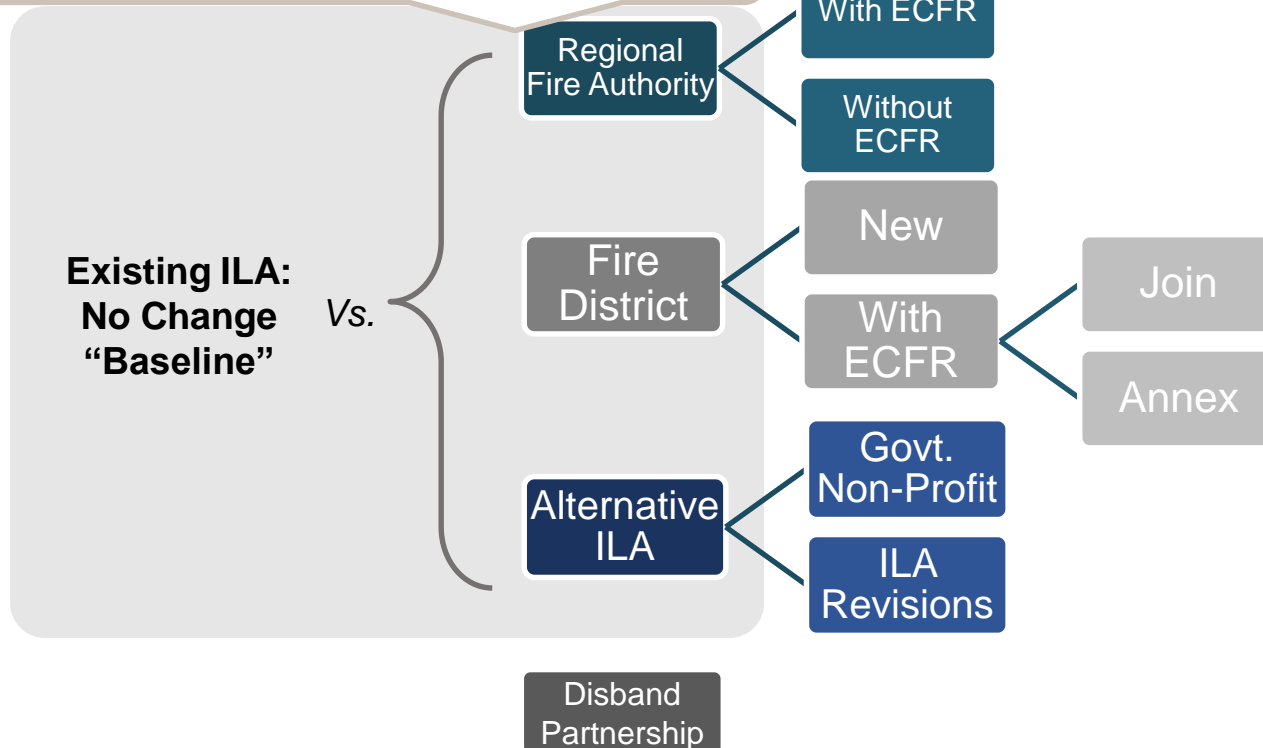 With ECFR
Regional
Fire Authority
Without
ECFR
New
Fire
District
Existing ILA:
No Change
“Baseline”
Vs.
With
ECFR
Join
Annex
Govt.
Non-Profit
Alternative
ILA
ILA
Revisions
Disband
Partnership